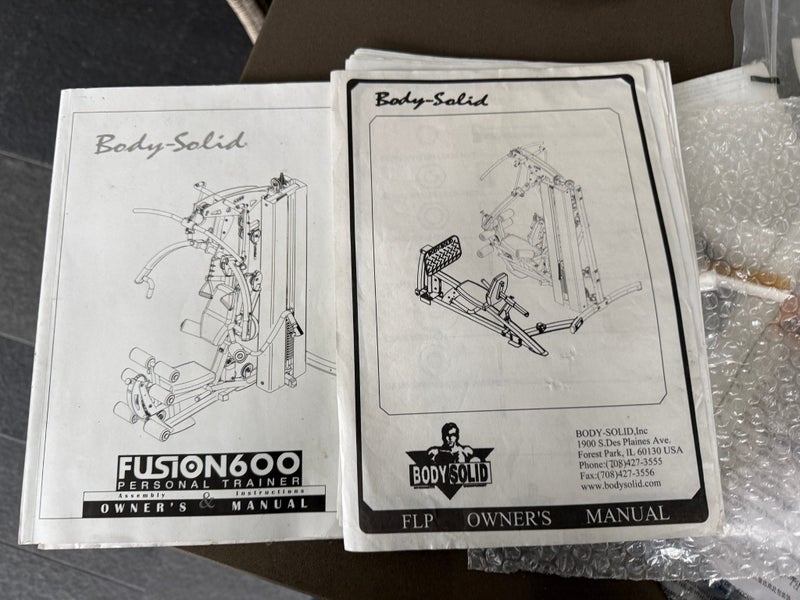 Body-Solid
FUSION600
PERSONAL TRAINER
Assembly Instructions
&
OWNER'S MANUAL
Body-Solid
BODY SOLID
BODY-SOLID,Inc
1900 S.Des Plaines Ave.
Forest Park, IL 60130 USA
Phone:(708)427-3555
Fax:(708)427-3556
www.bodysolid.com
FLP OWNER'S MANUAL